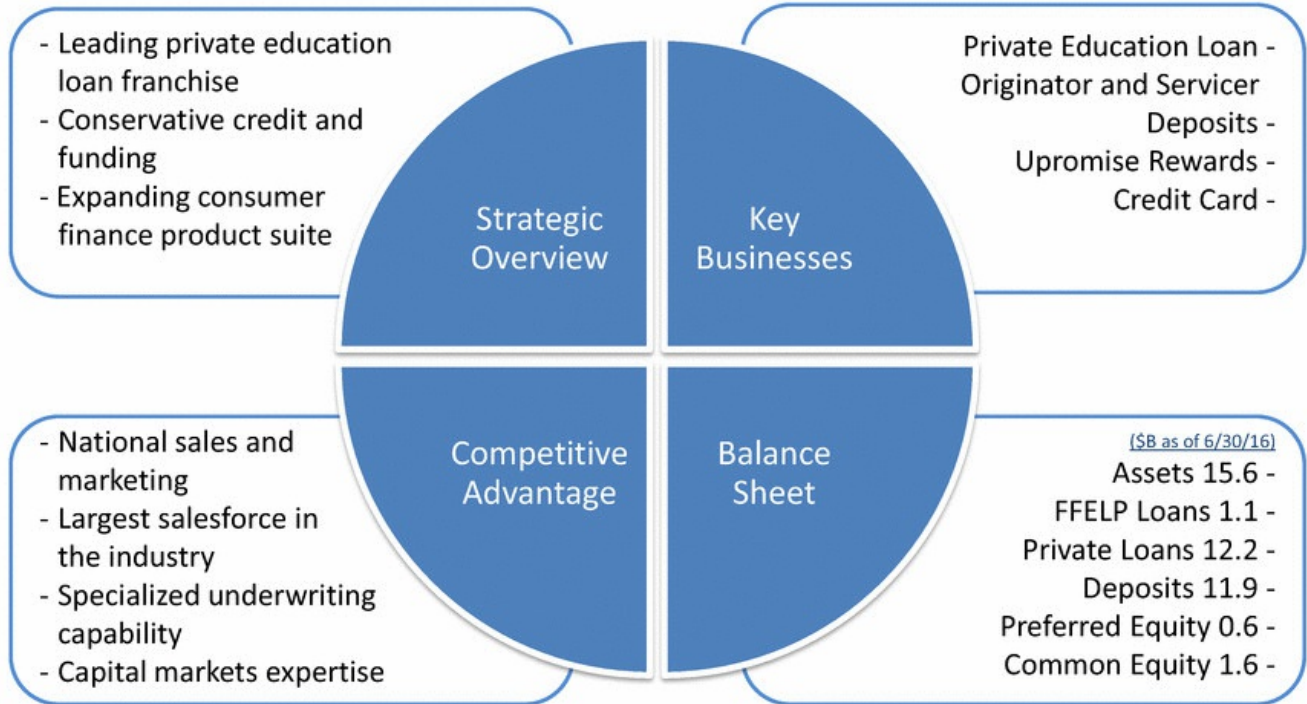 - Leading private education
loan franchise
- Conservative credit and
funding
- Expanding consumer
finance product suite
Strategic
Overview
Key
Businesses
Private Education Loan -
Originator and Servicer
Deposits -
Upromise Rewards -
Credit Card -
- National sales and
marketing
- Largest salesforce in
the industry
- Specialized underwriting
capability
- Capital markets expertise
Competitive
Advantage
Balance
Sheet
($B as of 6/30/16)
Assets 15.6 -
FFELP Loans 1.1 -
Private Loans 12.2 -
Deposits 11.9 -
Preferred Equity 0.6 -
Common Equity 1.6 -